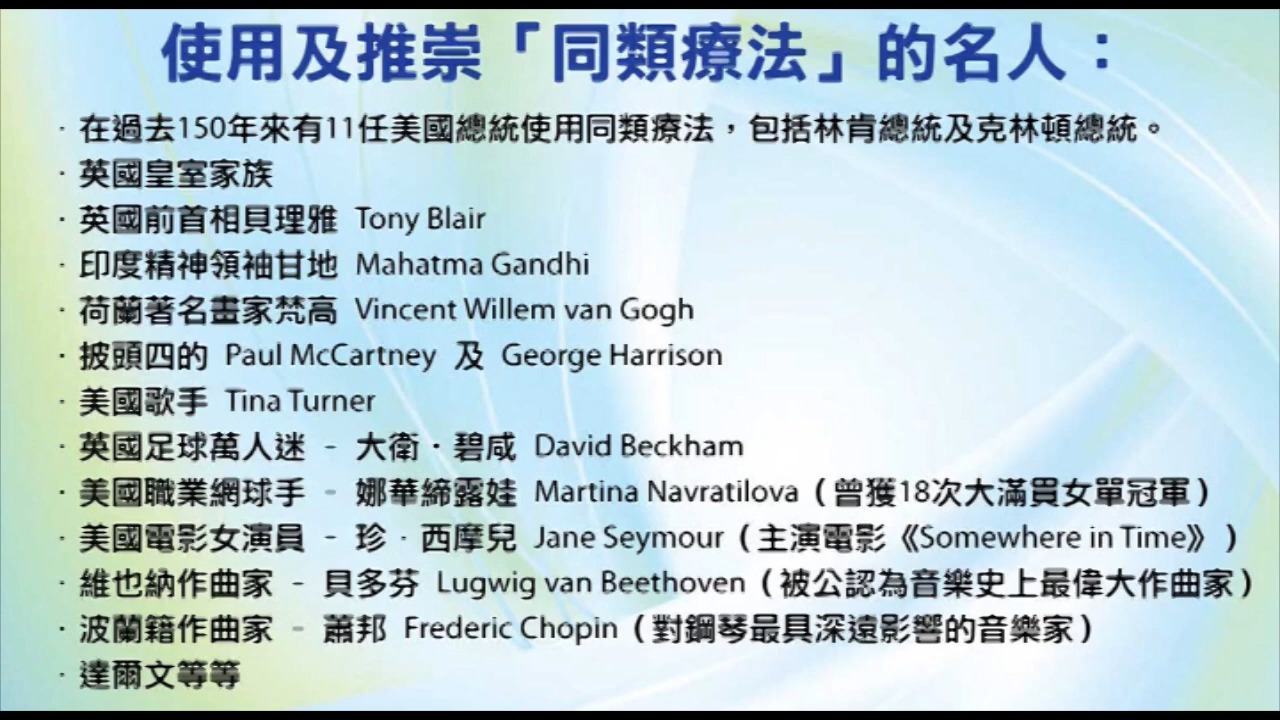 使用及推崇「同類療法」的名人：
· 在過去150年來有11任美國總統使用同類療法，包括林肯總統及克林頓總統。
· 英國皇室家族
· 英國前首相貝理雅 Tony Blair
· 印度精神領袖甘地 Mahatma Gandhi
· 荷蘭著名畫家梵高 Vincent Willem van Gogh
· 披頭四的 Paul McCartney 及 George Harrison
· 美國歌手 Tina Turner
· 英國足球萬人迷 - 大衛·碧咸 David Beckham
· 美國職業網球手 - 娜華締露娃 Martina Navratilova（曾獲18次大滿貫女單冠軍）
· 美國電影女演員 - 珍·西摩兒 Jane Seymour（主演電影《Somewhere in Time》）
· 維也納作曲家 - 貝多芬 Lugwig van Beethoven（被公認為音樂史上最偉大作曲家）
· 波蘭籍作曲家 - 蕭邦 Frederic Chopin（對鋼琴最具深遠影響的音樂家）
· 達爾文等等